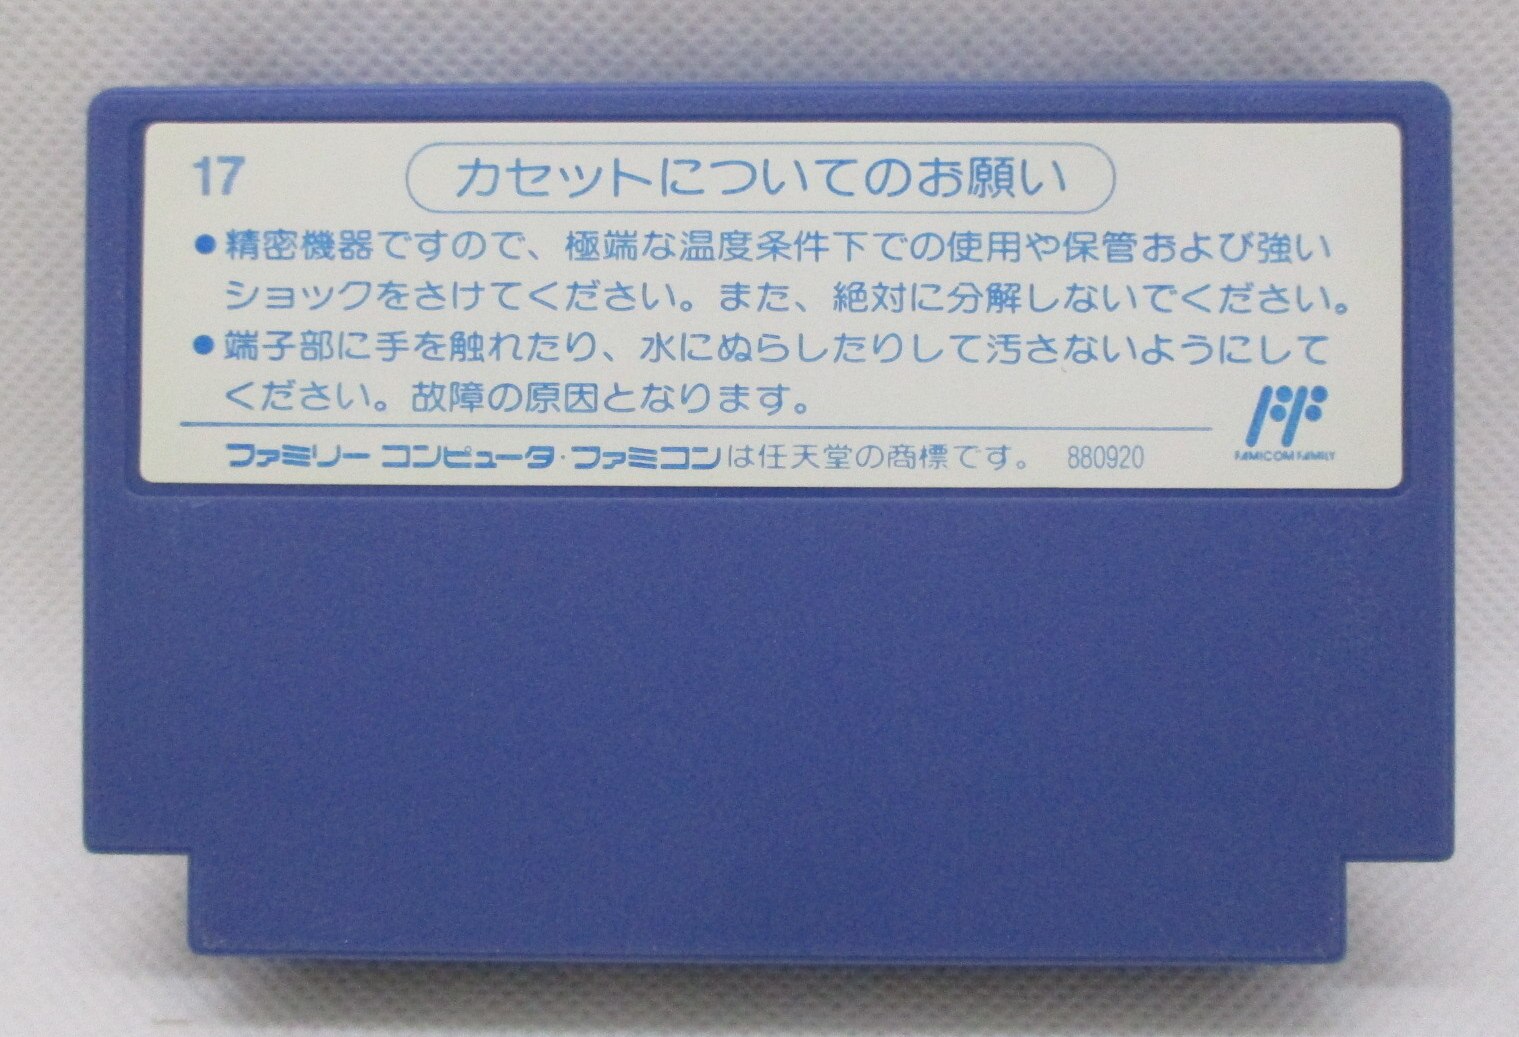 17
カセットについてのお願い
●精密機器ですので、極端な温度条件下での使用や保管および強い
ショックをさけてください。また、絶対に分解しないでください。
●端子部に手を触れたり、水にぬらしたりして汚さないようにして
ください。故障の原因となります。
ファミリーコンピュータ・ファミコンは任天堂の商標です。 880920
FAMICOM FAMILY